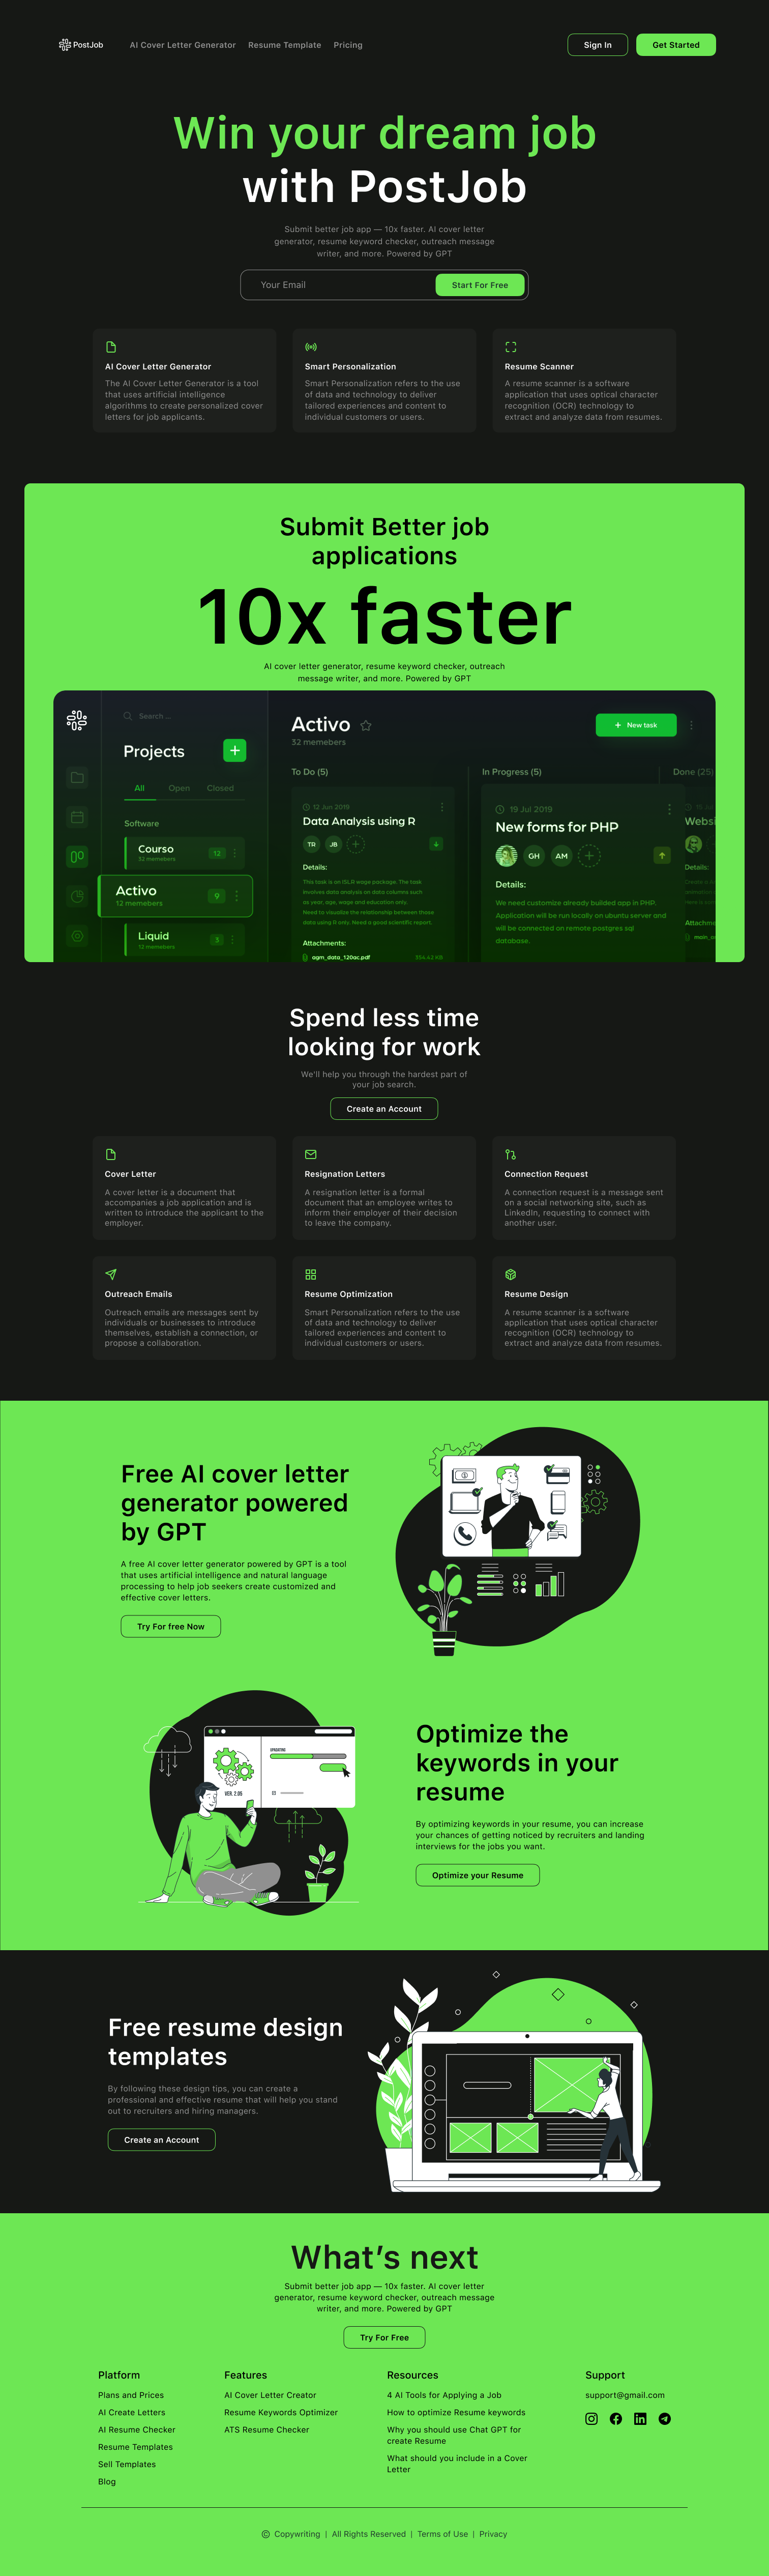 PostJob
AI Cover Letter Generator
Resume Template
Pricing
Sign In
Get Started
Win your dream job
with PostJob
Submit better job app — 10x faster. AI cover letter
generator, resume keyword checker, outreach message
writer, and more. Powered by GPT
Your Email
Start For Free
AI Cover Letter Generator
The AI Cover Letter Generator is a tool
that uses artificial intelligence
algorithms to create personalized cover
letters for job applicants.
Smart Personalization
Smart Personalization refers to the use
of data and technology to deliver
tailored experiences and content to
individual customers or users.
Resume Scanner
A resume scanner is a software
application that uses optical character
recognition (OCR) technology to
extract and analyze data from resumes.
Submit Better job
applications
10x faster
AI cover letter generator, resume keyword checker, outreach
message writer, and more. Powered by GPT
Search ...
Projects
All
Open
Closed
Software
Courso
52 memebers
12
Activo
12 memebers
9
Liquid
12 memebers
3
Activo
32 memebers
New task
To Do (5)
12 Jun 2019
Data Analysis using R
TR
JB
Details:
This task is on ISLR wage package. The task
involves data analysis on data columns such
as year, age, wage and education only.
Need to visualize the relationship between those
data using R only. Need a good scientific report.
Attachments:
ogm_data_120ac.pdf
354.42 KB
In Progress (5)
19 Jul 2019
New forms for PHP
GH
AM
Details:
We need customize already builded app in PHP.
Application will be run locally on ubuntu server and
will be connected on remote postgres sql
database.
Done (25)
Websi
Details:
Attachme
Spend less time
looking for work
We'll help you through the hardest part of
your job search.
Create an Account
Cover Letter
A cover letter is a document that
accompanies a job application and is
written to introduce the applicant to the
employer.
Resignation Letters
A resignation letter is a formal
document that an employee writes to
inform their employer of their decision
to leave the company.
Connection Request
A connection request is a message sent
on a social networking site, such as
LinkedIn, requesting to connect with
another user.
Outreach Emails
Outreach emails are messages sent by
individuals or businesses to introduce
themselves, establish a connection, or
propose a collaboration.
Resume Optimization
Smart Personalization refers to the use
of data and technology to deliver
tailored experiences and content to
individual customers or users.
Resume Design
A resume scanner is a software
application that uses optical character
recognition (OCR) technology to
extract and analyze data from resumes.
Free AI cover letter
generator powered
by GPT
A free AI cover letter generator powered by GPT is a tool
that uses artificial intelligence and natural language
processing to help job seekers create customized and
effective cover letters.
Try For free Now
UPDATING
VER. 2.05
Optimize the
keywords in your
resume
By optimizing keywords in your resume, you can increase
your chances of getting noticed by recruiters and landing
interviews for the jobs you want.
Optimize your Resume
Free resume design
templates
By following these design tips, you can create a
professional and effective resume that will help you stand
out to recruiters and hiring managers.
Create an Account
What's next
Submit better job app — 10x faster. AI cover letter
generator, resume keyword checker, outreach message
writer, and more. Powered by GPT
Try For Free
Platform
Plans and Prices
AI Create Letters
AI Resume Checker
Resume Templates
Sell Templates
Blog
Features
AI Cover Letter Creator
Resume Keywords Optimizer
ATS Resume Checker
Resources
4 AI Tools for Applying a Job
How to optimize Resume keywords
Why you should use Chat GPT for
create Resume
What should you include in a Cover
Letter
Support
support@gmail.com
© Copywriting | All Rights Reserved | Terms of Use | Privacy